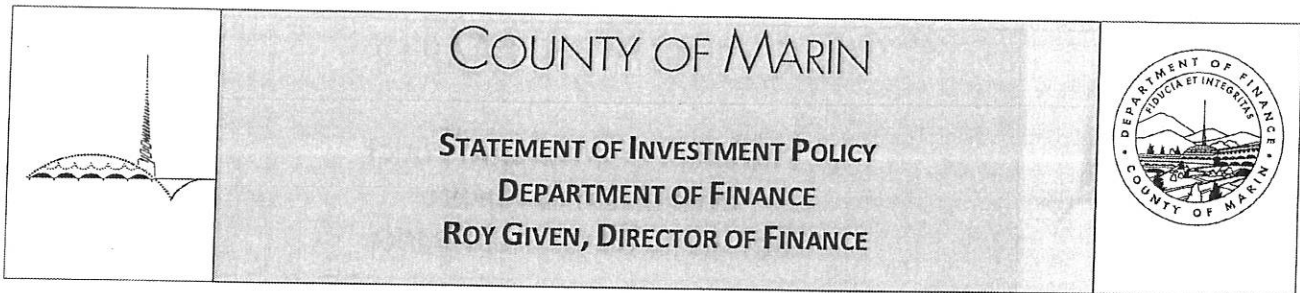 COUNTY OF MARIN
STATEMENT OF INVESTMENT POLICY
DEPARTMENT OF FINANCE
ROY GIVEN, DIRECTOR OF FINANCE
DEPARTMENT OF FINANCE
FIDUCIA ET INTEGRITAS
COUNTY OF MARIN